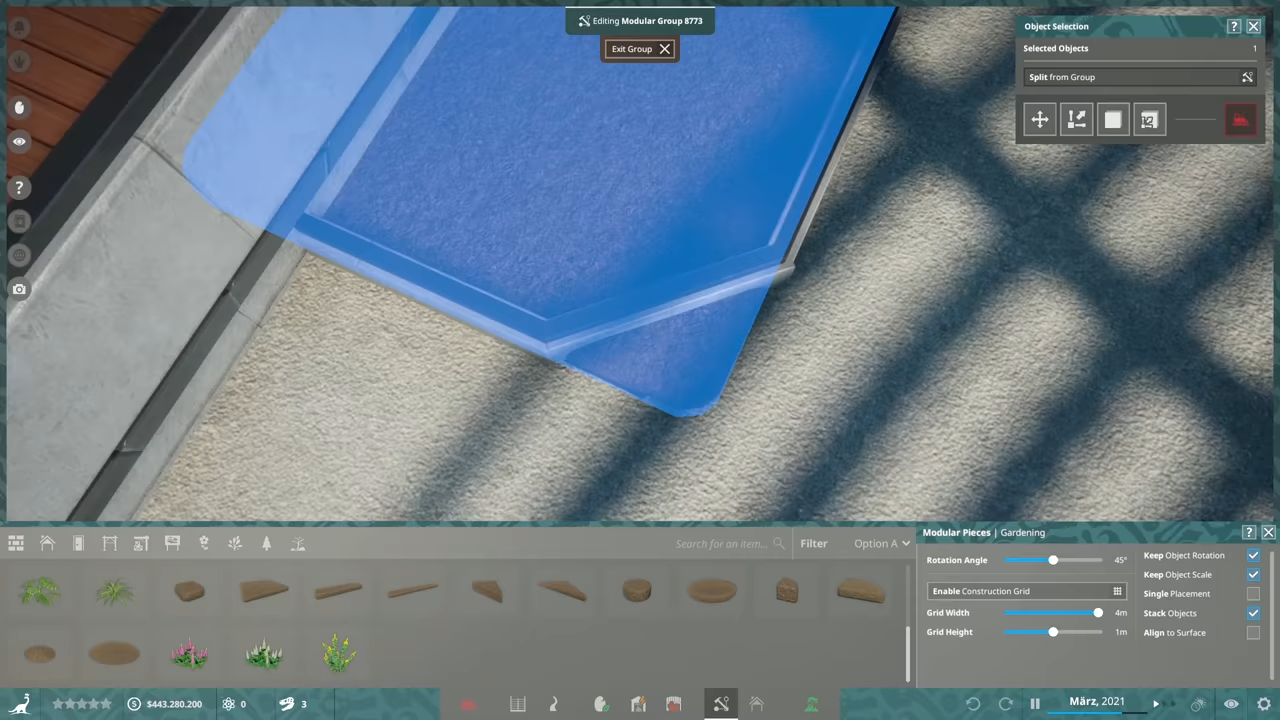 Editing Modular Group 8773
Exit Group
Object Selection
?
Selected Objects
1
Split from Group
12
?
Search for an item...
Filter
Option A
Modular Pieces | Gardening
?
Rotation Angle
45°
Enable Construction Grid
Grid Width
4m
Grid Height
1m
Keep Object Rotation
Keep Object Scale
Single Placement
Stack Objects
Align to Surface
$443.280.200
0
3
März, 2021